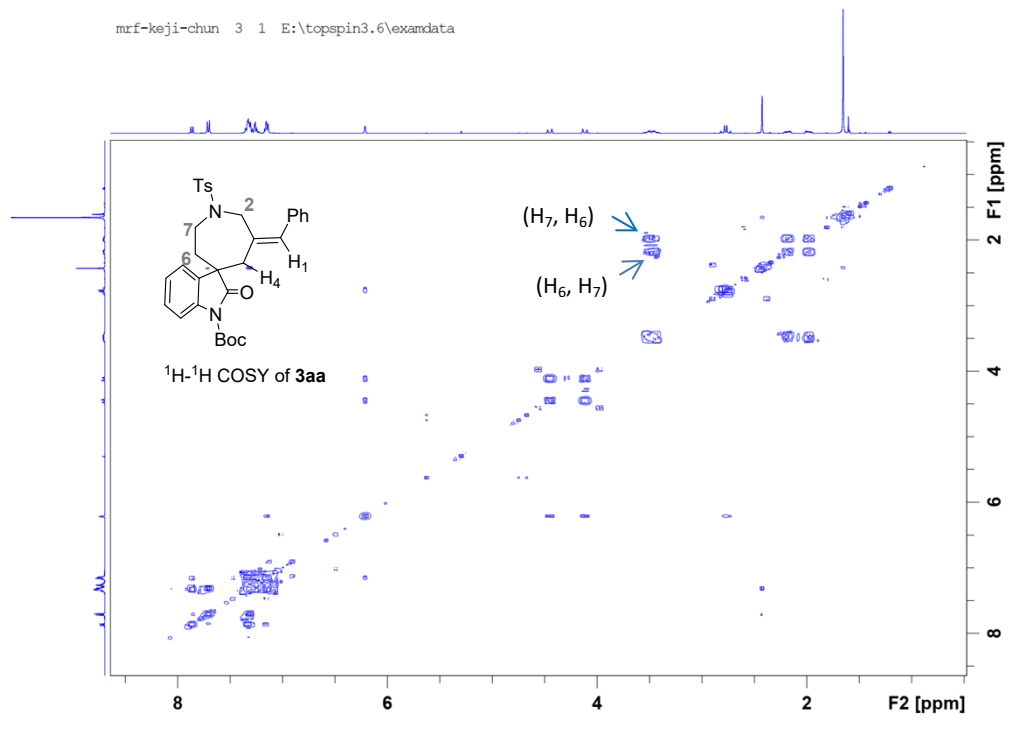 mrf-keji-chun 3 1 E:\topspin3.6\examdata
F1 [ppm]
2
4
6
8
8
6
4
2
F2 [ppm]
Ts
N
2
Ph
7
H1
6
H4
O
N
Boc
(H₇, H₆)
(H₆, H₇)
¹H-¹H COSY of 3aa